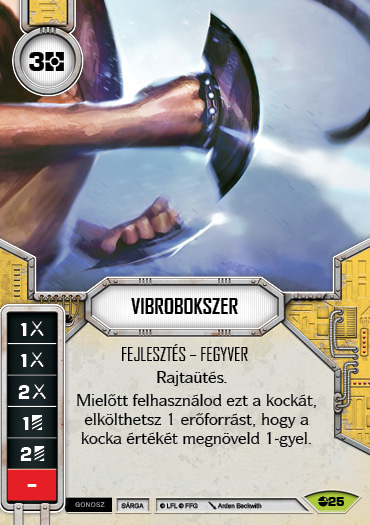 3
VIBROBOKSZER
FEJLESZTÉS – FEGYVER
Rajtaütés.
Mielőtt felhasználod ezt a kockát,
elkölthetsz 1 erőforrást, hogy a
kocka értékét megnöveld 1-gyel.
1
1
2
1
2
–
GONOSZ SÁRGA © LFL © FFG Arden Beckwith 25